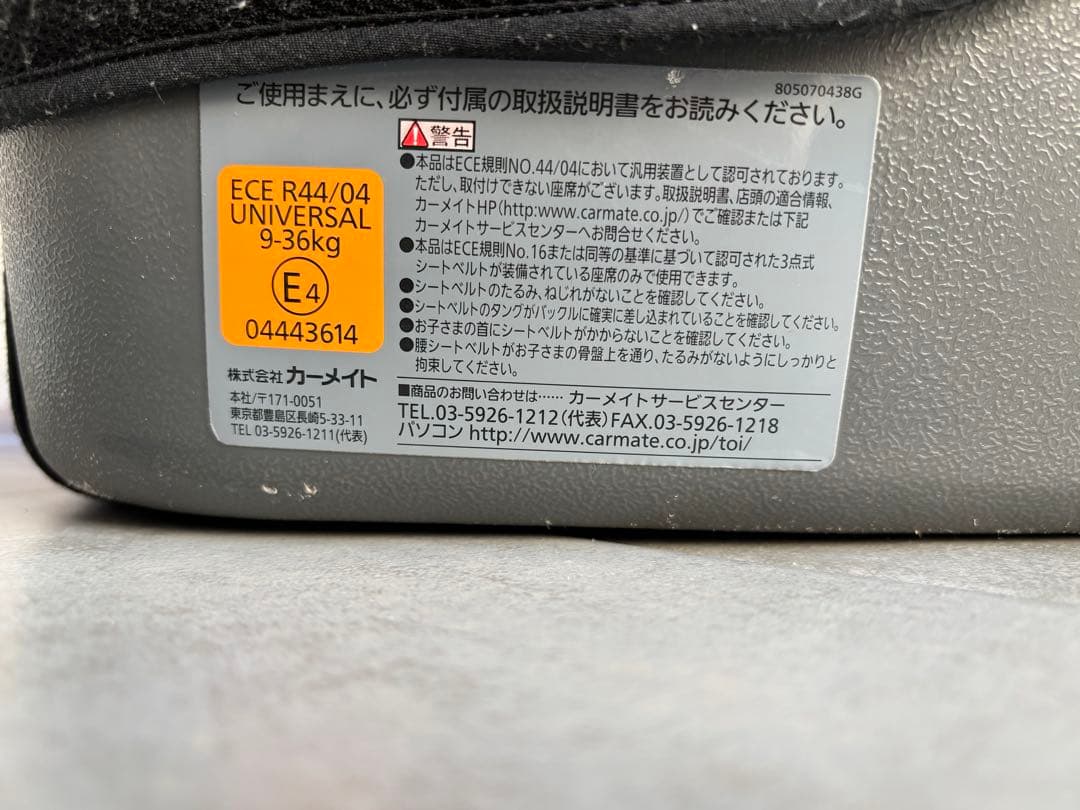 805070438G
ご使用まえに、必ず付属の取扱説明書をお読みください。
警告
●本品はECE規則NO.44/04において汎用装置として認可されております。
ただし、取付けできない座席がございます。取扱説明書、店頭の適合情報、
カーメイトHP(http:www.carmate.co.jp/)でご確認または下記
カーメイトサービスセンターへお問合せください。
●本品はECE規則No.16または同等の基準に基づいて認可された3点式
シートベルトが装備されている座席のみで使用できます。
●シートベルトのたるみ、ねじれがないことを確認してください。
●シートベルトのタングがバックルに確実に差し込まれていることを確認してください。
●お子さまの首にシートベルトがかからないことを確認してください。
●腰シートベルトがお子さまの骨盤上を通り、たるみがないようにしっかりと
拘束してください。
■商品のお問い合わせは…… カーメイトサービスセンター
TEL.03-5926-1212(代表)FAX.03-5926-1218
パソコン http://www.carmate.co.jp/toi/
ECE R44/04
UNIVERSAL
9-36kg
E4
04443614
株式会社 カーメイト
本社/〒171-0051
東京都豊島区長崎5-33-11
TEL 03-5926-1211(代表)